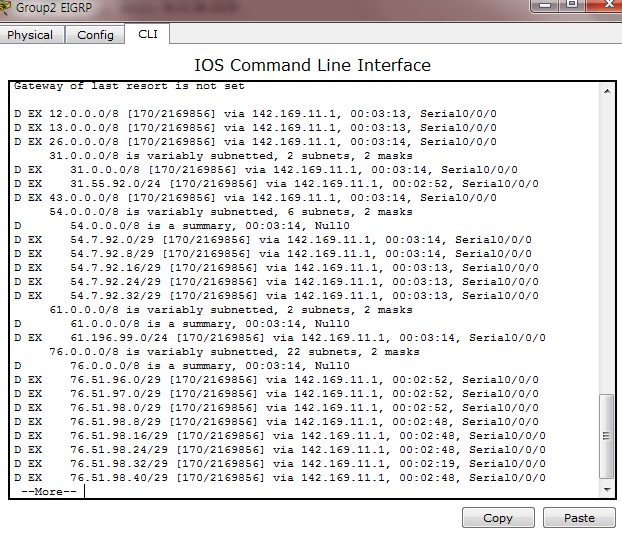 Group2 EIGRP
Physical Config CLI
IOS Command Line Interface
Gateway of last resort is not set
D EX 12.0.0.0/8 [170/2169856] via 142.169.11.1, 00:03:13, Serial0/0/0
D EX 13.0.0.0/8 [170/2169856] via 142.169.11.1, 00:03:13, Serial0/0/0
D EX 26.0.0.0/8 [170/2169856] via 142.169.11.1, 00:03:14, Serial0/0/0
31.0.0.0/8 is variably subnetted, 2 subnets, 2 masks
D EX 31.0.0.0/8 [170/2169856] via 142.169.11.1, 00:03:14, Serial0/0/0
D EX 31.55.92.0/24 [170/2169856] via 142.169.11.1, 00:02:52, Serial0/0/0
D EX 43.0.0.0/8 [170/2169856] via 142.169.11.1, 00:03:14, Serial0/0/0
54.0.0.0/8 is variably subnetted, 6 subnets, 2 masks
D 54.0.0.0/8 is a summary, 00:03:14, Null0
D EX 54.7.92.0/29 [170/2169856] via 142.169.11.1, 00:03:14, Serial0/0/0
D EX 54.7.92.8/29 [170/2169856] via 142.169.11.1, 00:03:14, Serial0/0/0
D EX 54.7.92.16/29 [170/2169856] via 142.169.11.1, 00:03:13, Serial0/0/0
D EX 54.7.92.24/29 [170/2169856] via 142.169.11.1, 00:03:13, Serial0/0/0
D EX 54.7.92.32/29 [170/2169856] via 142.169.11.1, 00:03:13, Serial0/0/0
61.0.0.0/8 is variably subnetted, 2 subnets, 2 masks
D 61.0.0.0/8 is a summary, 00:03:14, Null0
D EX 61.196.99.0/24 [170/2169856] via 142.169.11.1, 00:03:14, Serial0/0/0
76.0.0.0/8 is variably subnetted, 22 subnets, 2 masks
D 76.0.0.0/8 is a summary, 00:03:14, Null0
D EX 76.51.96.0/29 [170/2169856] via 142.169.11.1, 00:02:52, Serial0/0/0
D EX 76.51.97.0/29 [170/2169856] via 142.169.11.1, 00:02:52, Serial0/0/0
D EX 76.51.98.0/29 [170/2169856] via 142.169.11.1, 00:02:52, Serial0/0/0
D EX 76.51.98.8/29 [170/2169856] via 142.169.11.1, 00:02:48, Serial0/0/0
D EX 76.51.98.16/29 [170/2169856] via 142.169.11.1, 00:02:48, Serial0/0/0
D EX 76.51.98.24/29 [170/2169856] via 142.169.11.1, 00:02:48, Serial0/0/0
D EX 76.51.98.32/29 [170/2169856] via 142.169.11.1, 00:02:19, Serial0/0/0
D EX 76.51.98.40/29 [170/2169856] via 142.169.11.1, 00:02:48, Serial0/0/0
--More--
Copy Paste